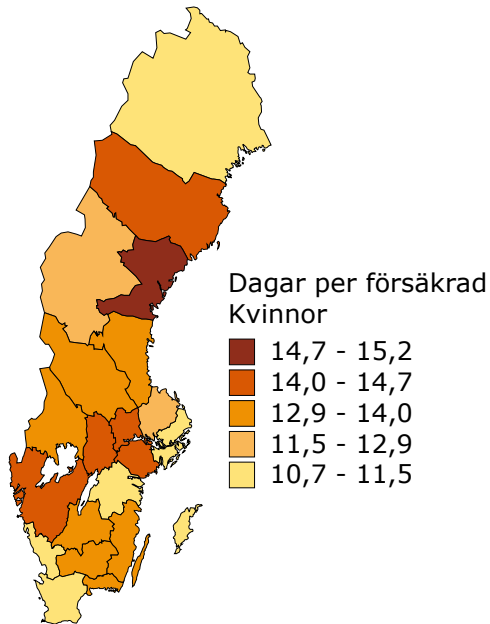 Dagar per försäkrad
Kvinnor
14,7 - 15,2
14,0 - 14,7
12,9 - 14,0
11,5 - 12,9
10,7 - 11,5